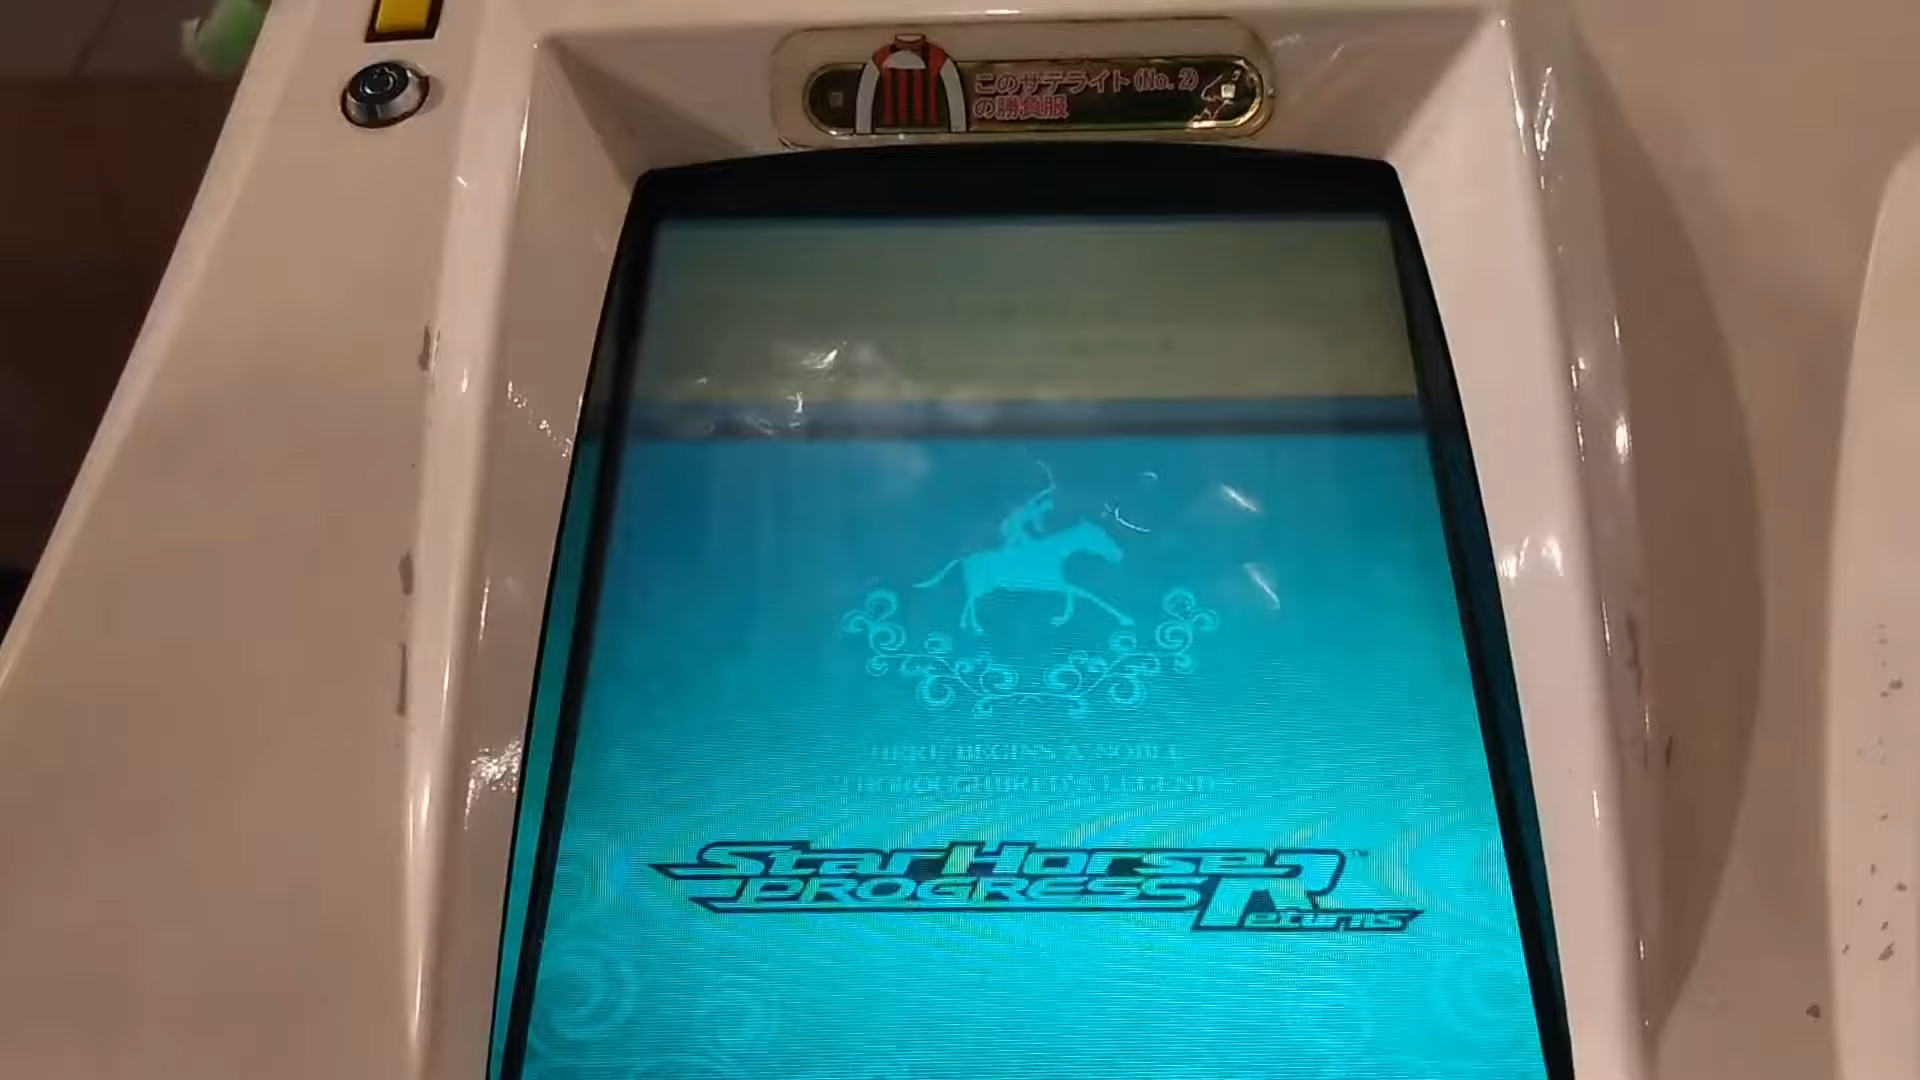 このサテライト(No. 2)
の勝負服
HERE BEGINS A NOBLE
THOROUGHBRED'S LEGEND
StarHorse2
PROGRESS Returns